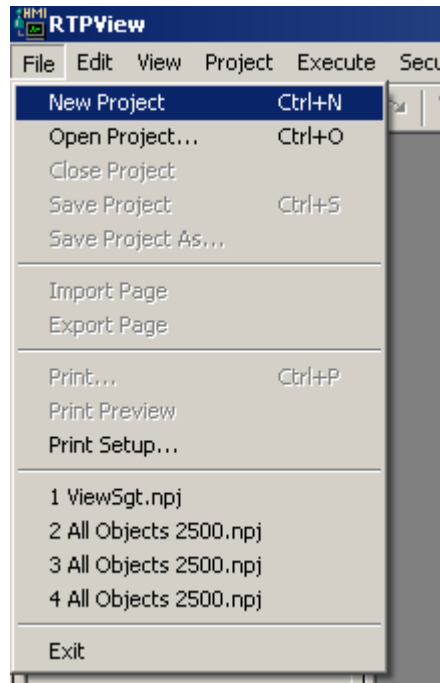 HMI
RTPView
File Edit View Project Execute Secu
New Project Ctrl+N
Open Project... Ctrl+O
Close Project
Save Project Ctrl+S
Save Project As...
Import Page
Export Page
Print... Ctrl+P
Print Preview
Print Setup...
1 ViewSgt.npj
2 All Objects 2500.npj
3 All Objects 2500.npj
4 All Objects 2500.npj
Exit